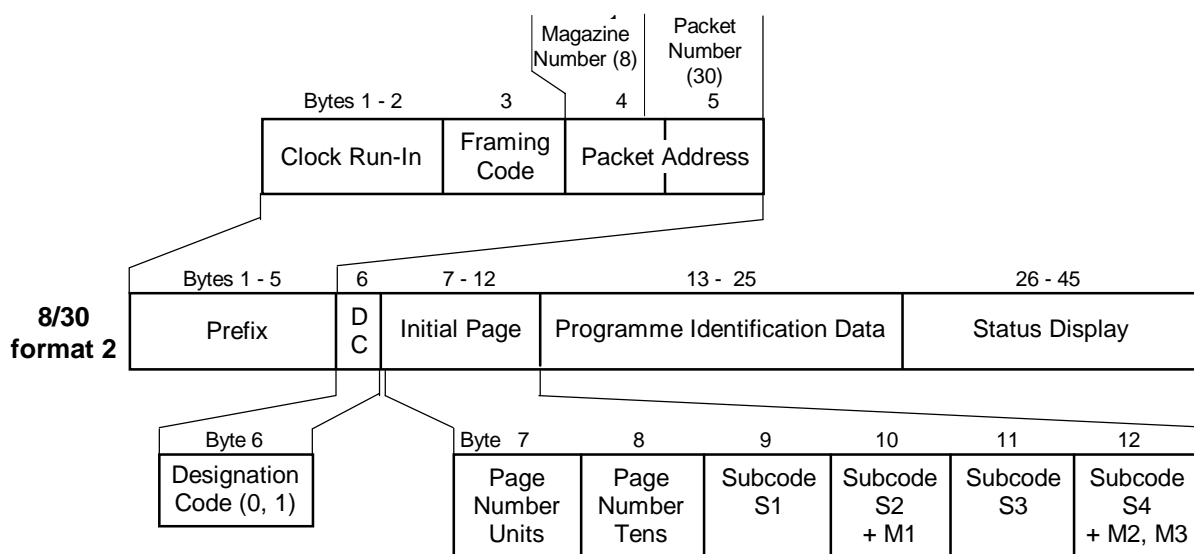 Magazine
Number (8)
Packet
Number
(30)
Bytes 1 - 2
3
4
5
Clock Run-In
Framing
Code
Packet Address
Bytes 1 - 5
6
7 - 12
13 - 25
26 - 45
8/30
format 2
Prefix
D
C
Initial Page
Programme Identification Data
Status Display
Byte 6
Designation
Code (0, 1)
Byte 7
8
9
10
11
12
Page
Number
Units
Page
Number
Tens
Subcode
S1
Subcode
S2
+ M1
Subcode
S3
Subcode
S4
+ M2, M3